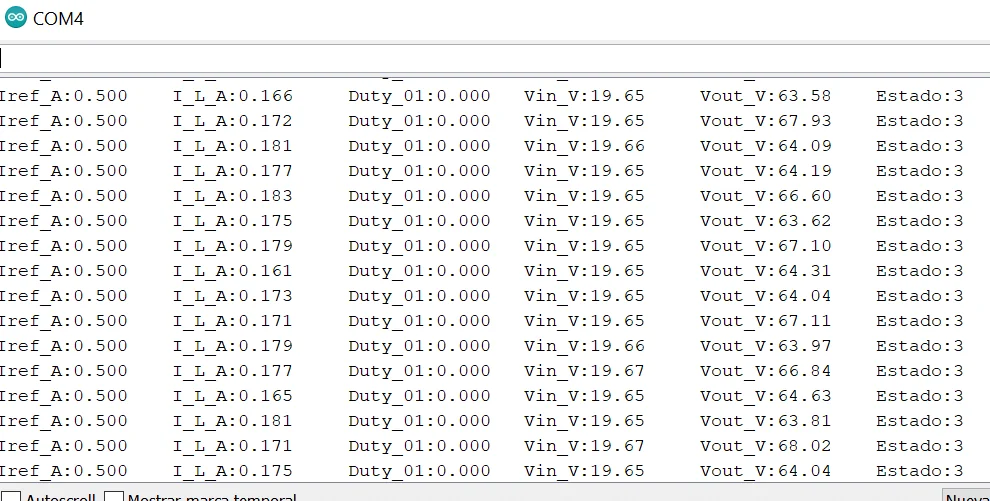 COM4
Iref_A:0.500 I_L_A:0.166 Duty_01:0.000 Vin_V:19.65 Vout_V:63.58 Estado:3
Iref_A:0.500 I_L_A:0.172 Duty_01:0.000 Vin_V:19.65 Vout_V:67.93 Estado:3
Iref_A:0.500 I_L_A:0.181 Duty_01:0.000 Vin_V:19.66 Vout_V:64.09 Estado:3
Iref_A:0.500 I_L_A:0.177 Duty_01:0.000 Vin_V:19.65 Vout_V:64.19 Estado:3
Iref_A:0.500 I_L_A:0.183 Duty_01:0.000 Vin_V:19.65 Vout_V:66.60 Estado:3
Iref_A:0.500 I_L_A:0.175 Duty_01:0.000 Vin_V:19.65 Vout_V:63.62 Estado:3
Iref_A:0.500 I_L_A:0.179 Duty_01:0.000 Vin_V:19.65 Vout_V:67.10 Estado:3
Iref_A:0.500 I_L_A:0.161 Duty_01:0.000 Vin_V:19.65 Vout_V:64.31 Estado:3
Iref_A:0.500 I_L_A:0.173 Duty_01:0.000 Vin_V:19.65 Vout_V:64.04 Estado:3
Iref_A:0.500 I_L_A:0.171 Duty_01:0.000 Vin_V:19.65 Vout_V:67.11 Estado:3
Iref_A:0.500 I_L_A:0.179 Duty_01:0.000 Vin_V:19.66 Vout_V:63.97 Estado:3
Iref_A:0.500 I_L_A:0.177 Duty_01:0.000 Vin_V:19.67 Vout_V:66.84 Estado:3
Iref_A:0.500 I_L_A:0.165 Duty_01:0.000 Vin_V:19.65 Vout_V:64.63 Estado:3
Iref_A:0.500 I_L_A:0.181 Duty_01:0.000 Vin_V:19.65 Vout_V:63.81 Estado:3
Iref_A:0.500 I_L_A:0.171 Duty_01:0.000 Vin_V:19.67 Vout_V:68.02 Estado:3
Iref_A:0.500 I_L_A:0.175 Duty_01:0.000 Vin_V:19.65 Vout_V:64.04 Estado:3
Autoscroll Mostrar marca temporal Nueva